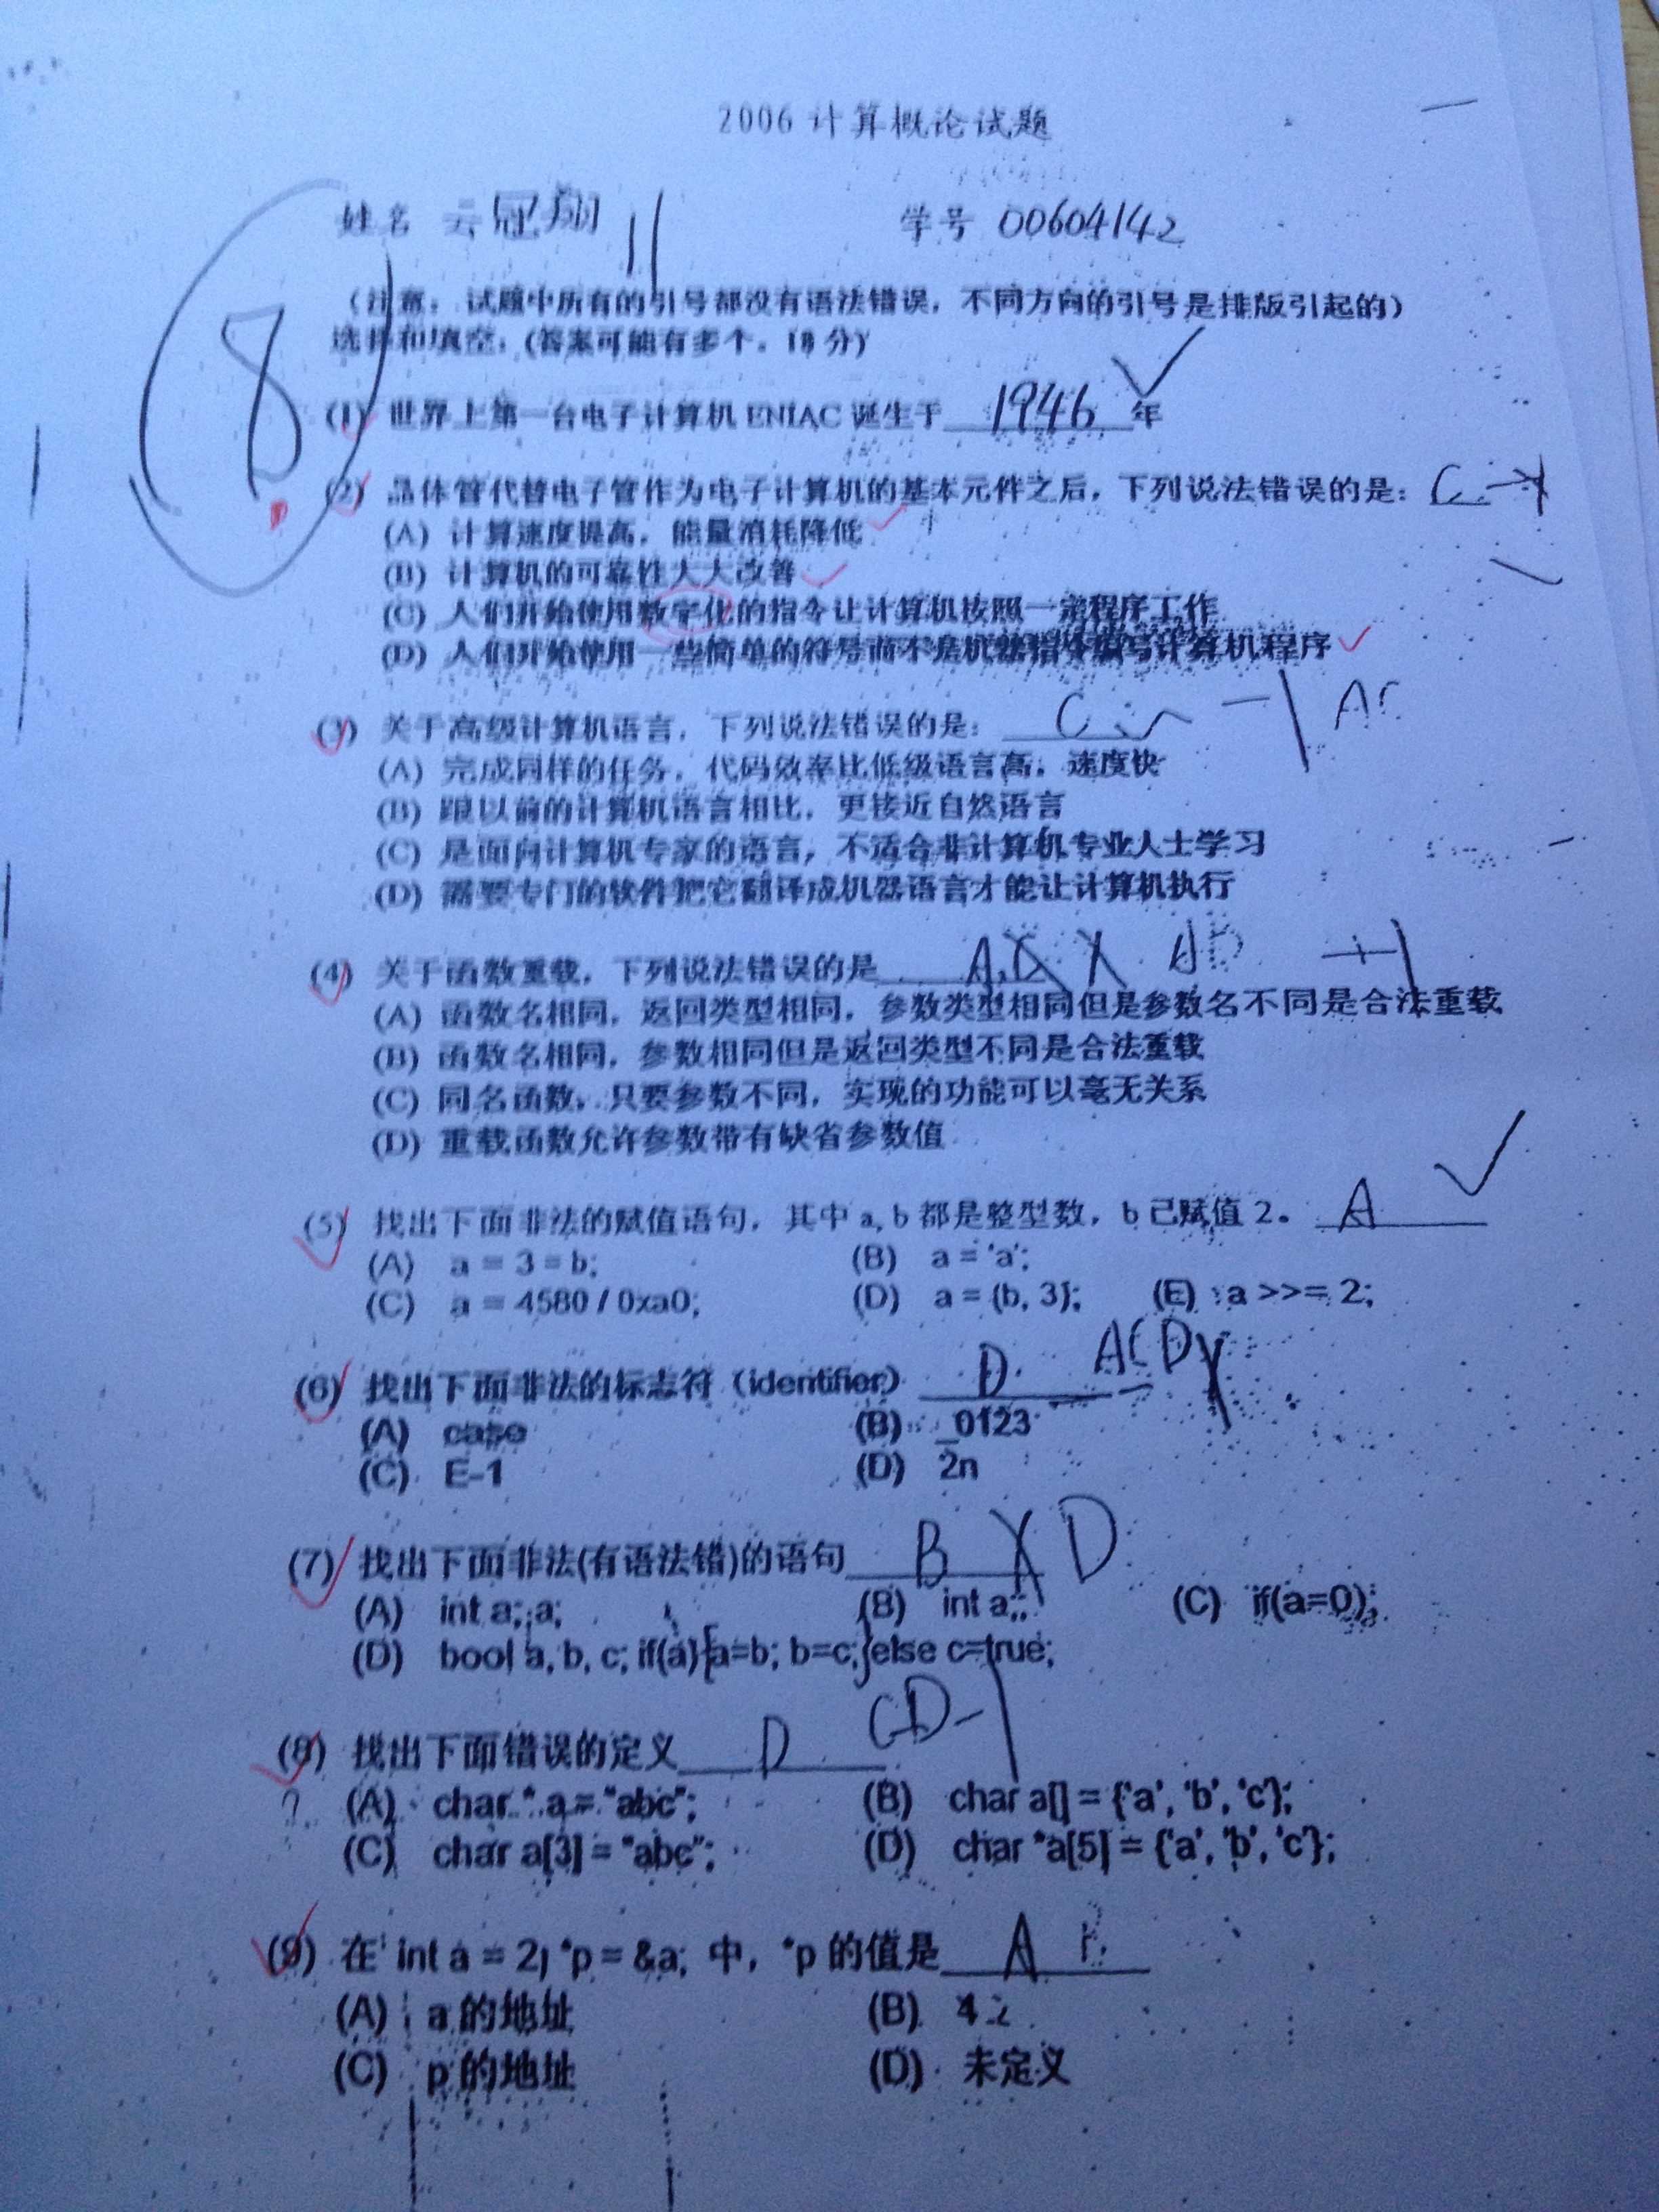 2006 计算概论试题
姓名 云冠翔 学号 00604142
11
8
(注意：试题中所有的引号都没有语法错误，不同方向的引号是排版引起的)
选择和填空：(答案可能有多个，18 分)
(1) 世界上第一台电子计算机 ENIAC 诞生于 1946 年
(2) 晶体管代替电子管作为电子计算机的基本元件之后，下列说法错误的是： C -1
(A) 计算速度提高，能量消耗降低
(B) 计算机的可靠性大大改善
(C) 人们开始使用数字化的指令让计算机按照一定程序工作
(D) 人们开始使用一些简单的符号而不是机器指令编写计算机程序
(3) 关于高级计算机语言，下列说法错误的是： C -1 AC
(A) 完成同样的任务，代码效率比低级语言高，速度快
(B) 跟以前的计算机语言相比，更接近自然语言
(C) 是面向计算机专家的语言，不适合非计算机专业人士学习
(D) 需要专门的软件把它翻译成机器语言才能让计算机执行
(4) 关于函数重载，下列说法错误的是 A, AB -1
(A) 函数名相同，返回类型相同，参数类型相同但是参数名不同是合法重载
(B) 函数名相同，参数相同但是返回类型不同是合法重载
(C) 同名函数，只要参数不同，实现的功能可以毫无关系
(D) 重载函数允许参数带有缺省参数值
(5) 找出下面非法的赋值语句，其中 a, b 都是整型数，b 已赋值 2。 A
(A) a = 3 = b; (B) a = 'a';
(C) a = 4580 / 0xa0; (D) a = (b, 3); (E) a >>= 2;
(6) 找出下面非法的标志符（identifier） D ACD
(A) case (B) _0123
(C) E-1 (D) 2n
(7) 找出下面非法(有语法错)的语句 B D
(A) int a; a; (B) int a;; (C) if(a=0);
(D) bool a, b, c; if(a){a=b; b=c;}else c=true;
(8) 找出下面错误的定义 D CD -1
(A) char * a = “abc”; (B) char a[] = {‘a’, ‘b’, ‘c’};
(C) char a[3] = “abc”; (D) char *a[5] = {‘a’, ‘b’, ‘c’};
(9) 在 int a = 2, *p = &a; 中，*p 的值是 A B
(A) a 的地址 (B) 2
(C) p 的地址 (D) 未定义